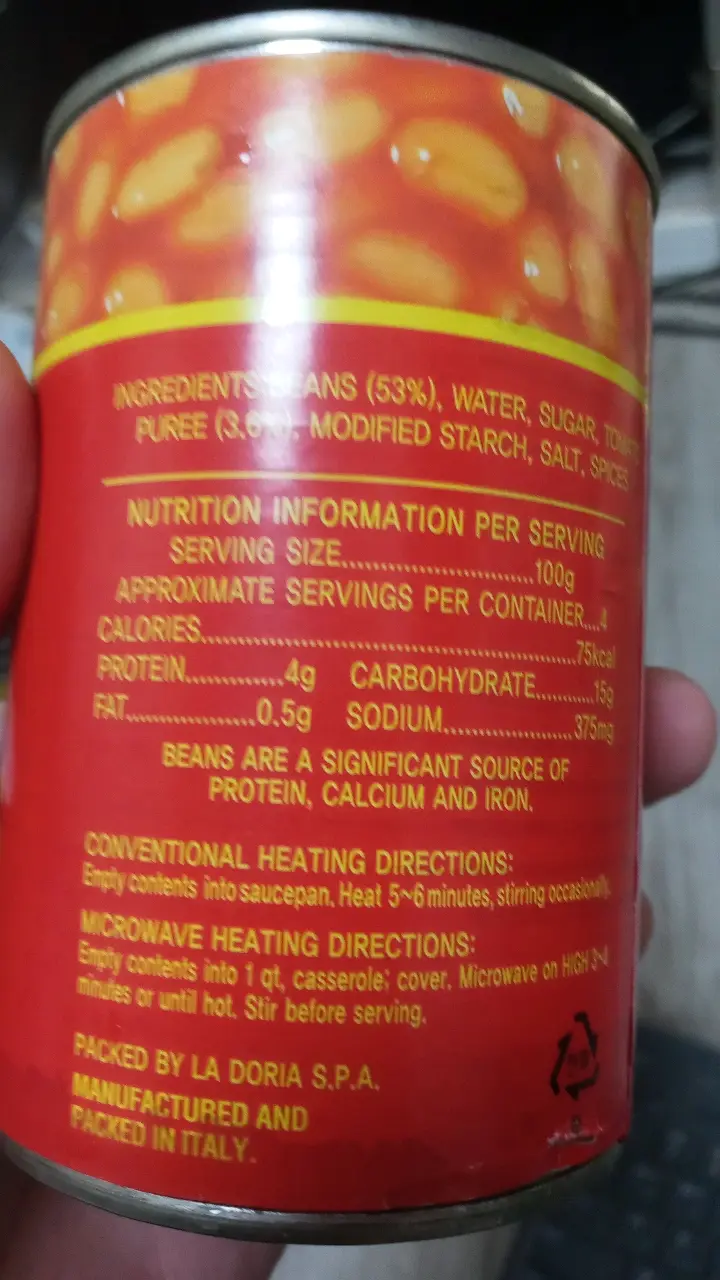 INGREDIENTS BEANS (53%), WATER, SUGAR, TOMATO
PUREE (3.6%), MODIFIED STARCH, SALT, SPICES
NUTRITION INFORMATION PER SERVING
SERVING SIZE..............................100g
APPROXIMATE SERVINGS PER CONTAINER....4
CALORIES..............................75kcal
PROTEIN.............4g CARBOHYDRATE..........15g
FAT.................0.5g SODIUM....................375mg
BEANS ARE A SIGNIFICANT SOURCE OF
PROTEIN, CALCIUM AND IRON.
CONVENTIONAL HEATING DIRECTIONS:
Empty contents into saucepan. Heat 5~6 minutes, stirring occasionally.
MICROWAVE HEATING DIRECTIONS:
Empty contents into 1 qt, casserole; cover. Microwave on HIGH 3~4
minutes or until hot. Stir before serving.
PACKED BY LA DORIA S.P.A.
MANUFACTURED AND
PACKED IN ITALY.